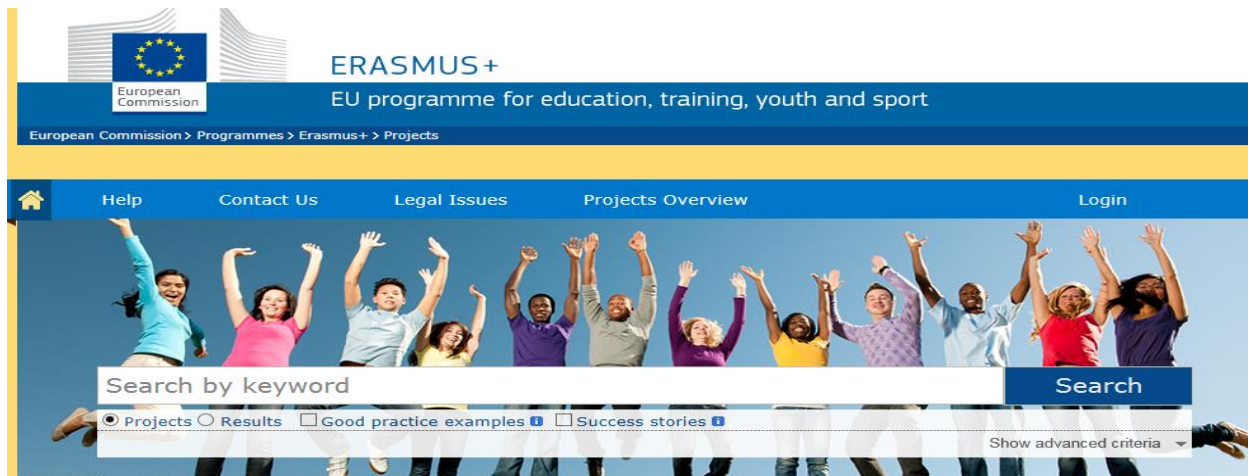 ERASMUS+
European
Commission
EU programme for education, training, youth and sport
European Commission > Programmes > Erasmus+ > Projects
Help Contact Us Legal Issues Projects Overview Login
Search by keyword Search
Projects Results Good practice examples i Success stories i
Show advanced criteria